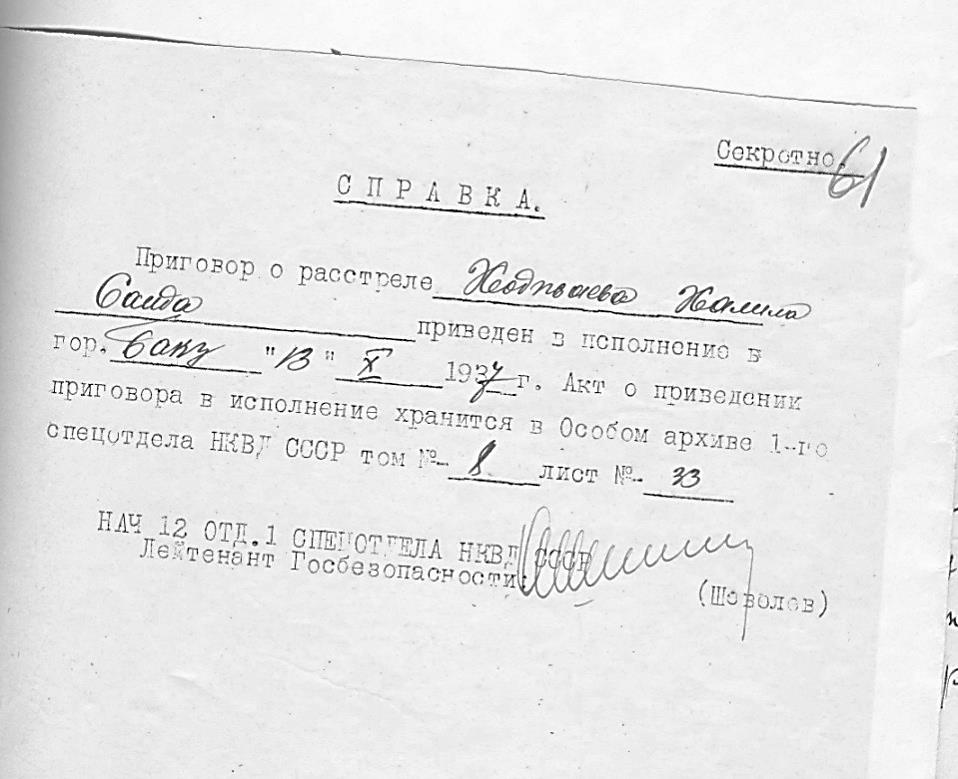 Секретно. 61
С П Р А В К А.
Приговор о расстреле Ходжаева Халила
Саида приведен в исполнение в
гор. Баку "13" X 1937 г. Акт о приведении
приговора в исполнение хранится в Особом архиве 1-го
спецотдела НКВД СССР том №- 8 лист №- 33
НАЧ 12 ОТД.1 СПЕЦОТДЕЛА НКВД СССР
Лейтенант Госбезопасности:
(Шевелев)